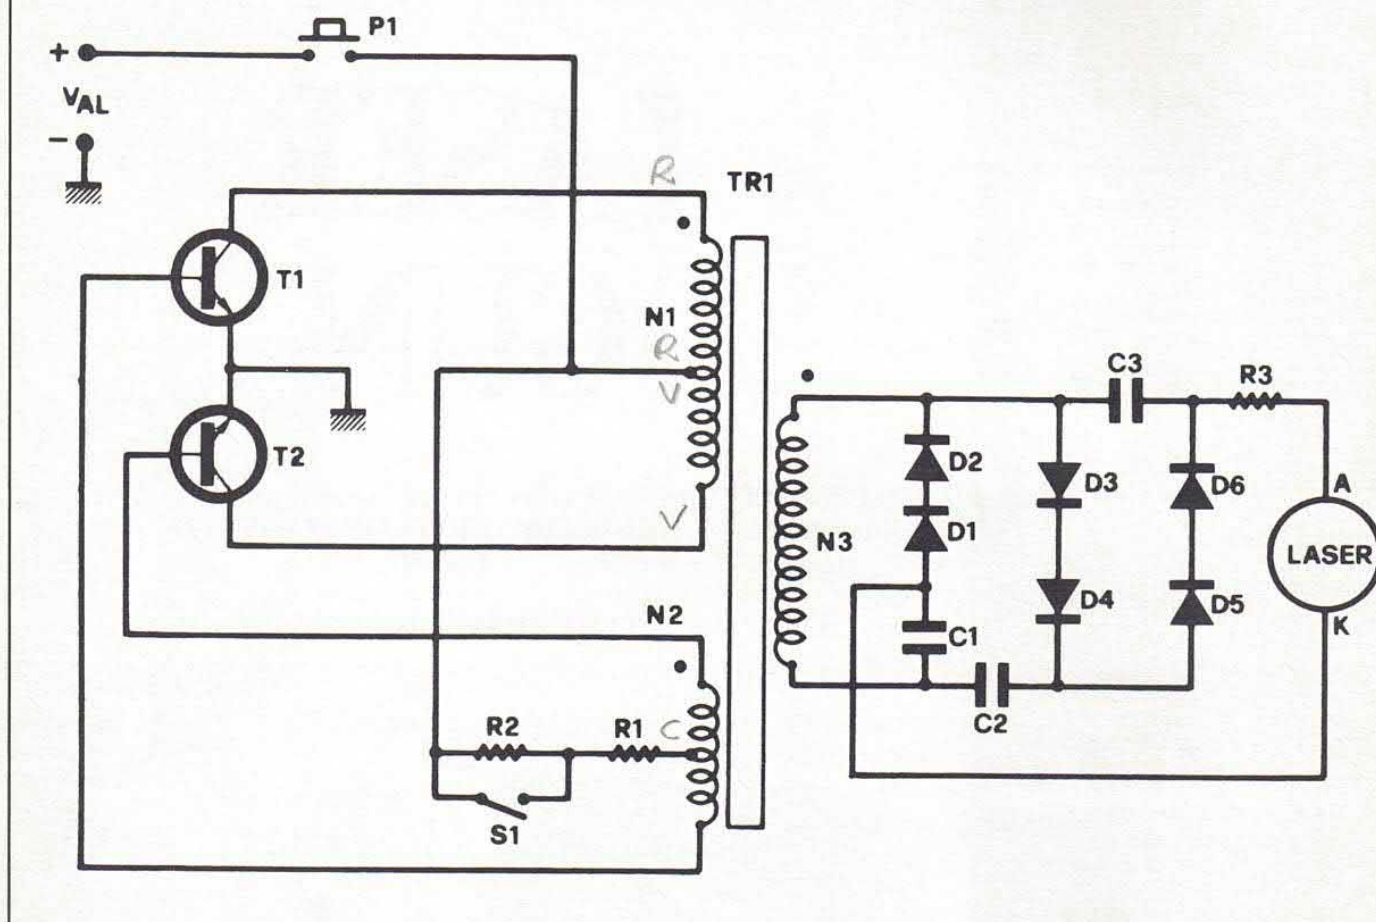 P1
+
VAL
-
R
TR1
T1
N1
R
V
C3
R3
T2
D2
D3
D6
A
V
N3
D1
LASER
D4
D5
N2
C1
K
C2
R2
R1
C
S1